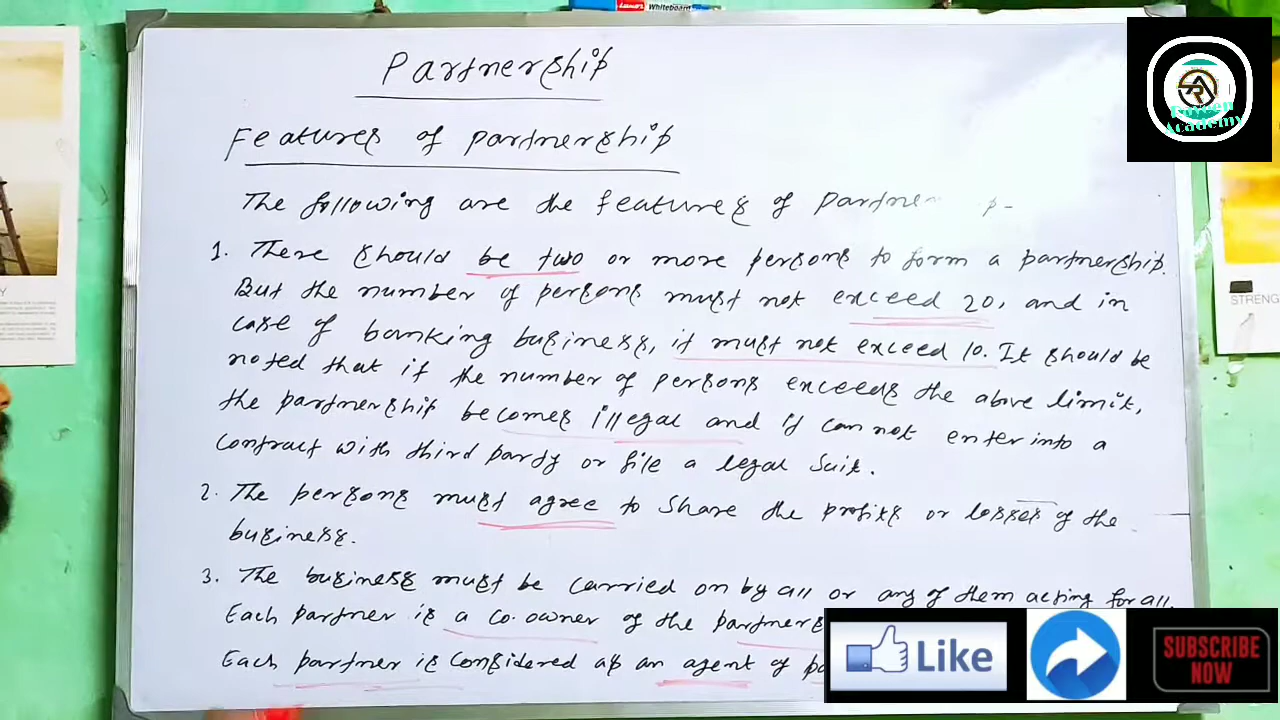 Partnership
Features of partnership
The following are the features of partner p-
1. There should be two or more persons to form a partnership.
But the number of persons must not exceed 20, and in
case of banking business, it must not exceed 10. It should be
noted that if the number of persons exceeds the above limit,
the partnership becomes illegal and it can not enter into a
contract with third party or file a legal suit.
2. The persons must agree to share the profits or losses of the
business.
3. The business must be carried on by all or any of them acting for all.
Each partner is a co.owner of the partners
Each partner is considered as an agent of pa
Whiteboard
Academy
STRENG
Like
SUBSCRIBE
NOW